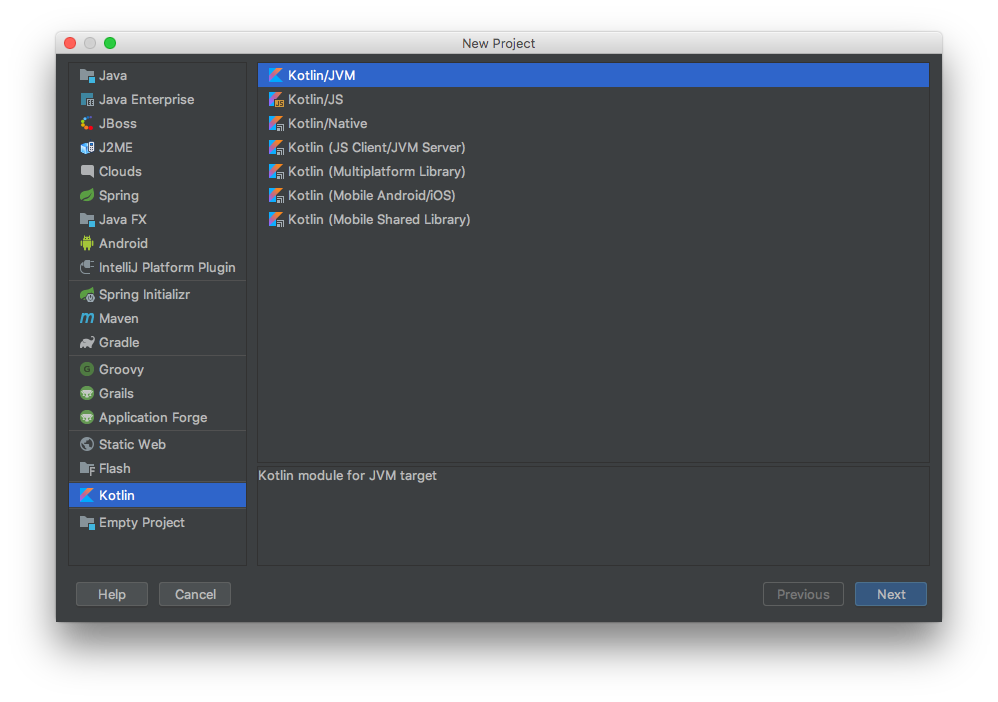 New Project
Java
Java Enterprise
JBoss
J2ME
Clouds
Spring
Java FX
Android
IntelliJ Platform Plugin
Spring Initializr
Maven
Gradle
Groovy
Grails
Application Forge
Static Web
Flash
Kotlin
Empty Project
Kotlin/JVM
Kotlin/JS
Kotlin/Native
Kotlin (JS Client/JVM Server)
Kotlin (Multiplatform Library)
Kotlin (Mobile Android/iOS)
Kotlin (Mobile Shared Library)
Kotlin module for JVM target
Help
Cancel
Previous
Next